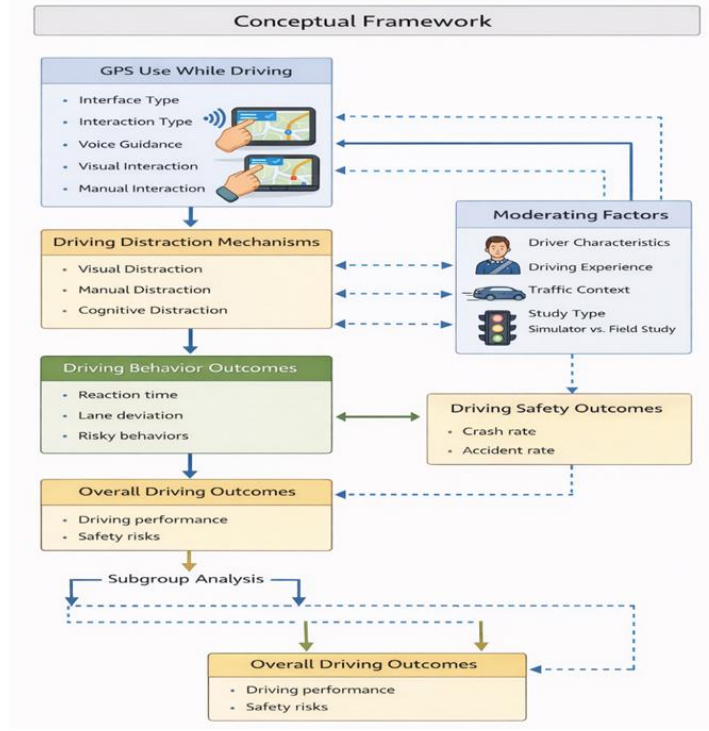 Conceptual Framework
GPS Use While Driving
• Interface Type
• Interaction Type
• Voice Guidance
• Visual Interaction
• Manual Interaction
Moderating Factors
Driver Characteristics
Driving Experience
Traffic Context
Study Type
Simulator vs. Field Study
Driving Distraction Mechanisms
• Visual Distraction
• Manual Distraction
• Cognitive Distraction
Driving Behavior Outcomes
• Reaction time
• Lane deviation
• Risky behaviors
Driving Safety Outcomes
• Crash rate
• Accident rate
Overall Driving Outcomes
• Driving performance
• Safety risks
Subgroup Analysis
Overall Driving Outcomes
• Driving performance
• Safety risks